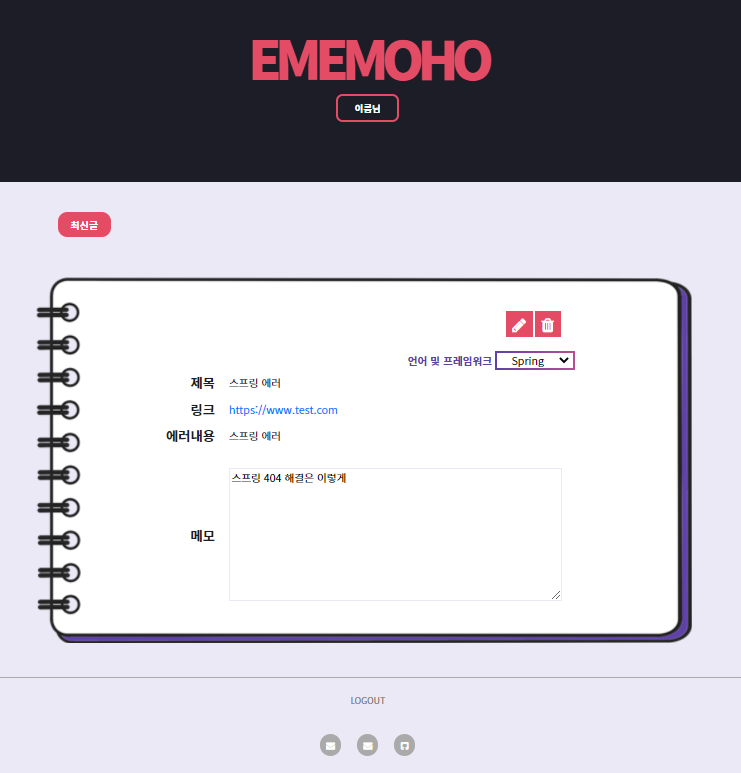 EMEMOHO
이름님
최신글
언어 및 프레임워크 Spring
제목 스프링 에러
링크 https://www.test.com
에러내용 스프링 에러
메모 스프링 404 해결은 이렇게
LOGOUT